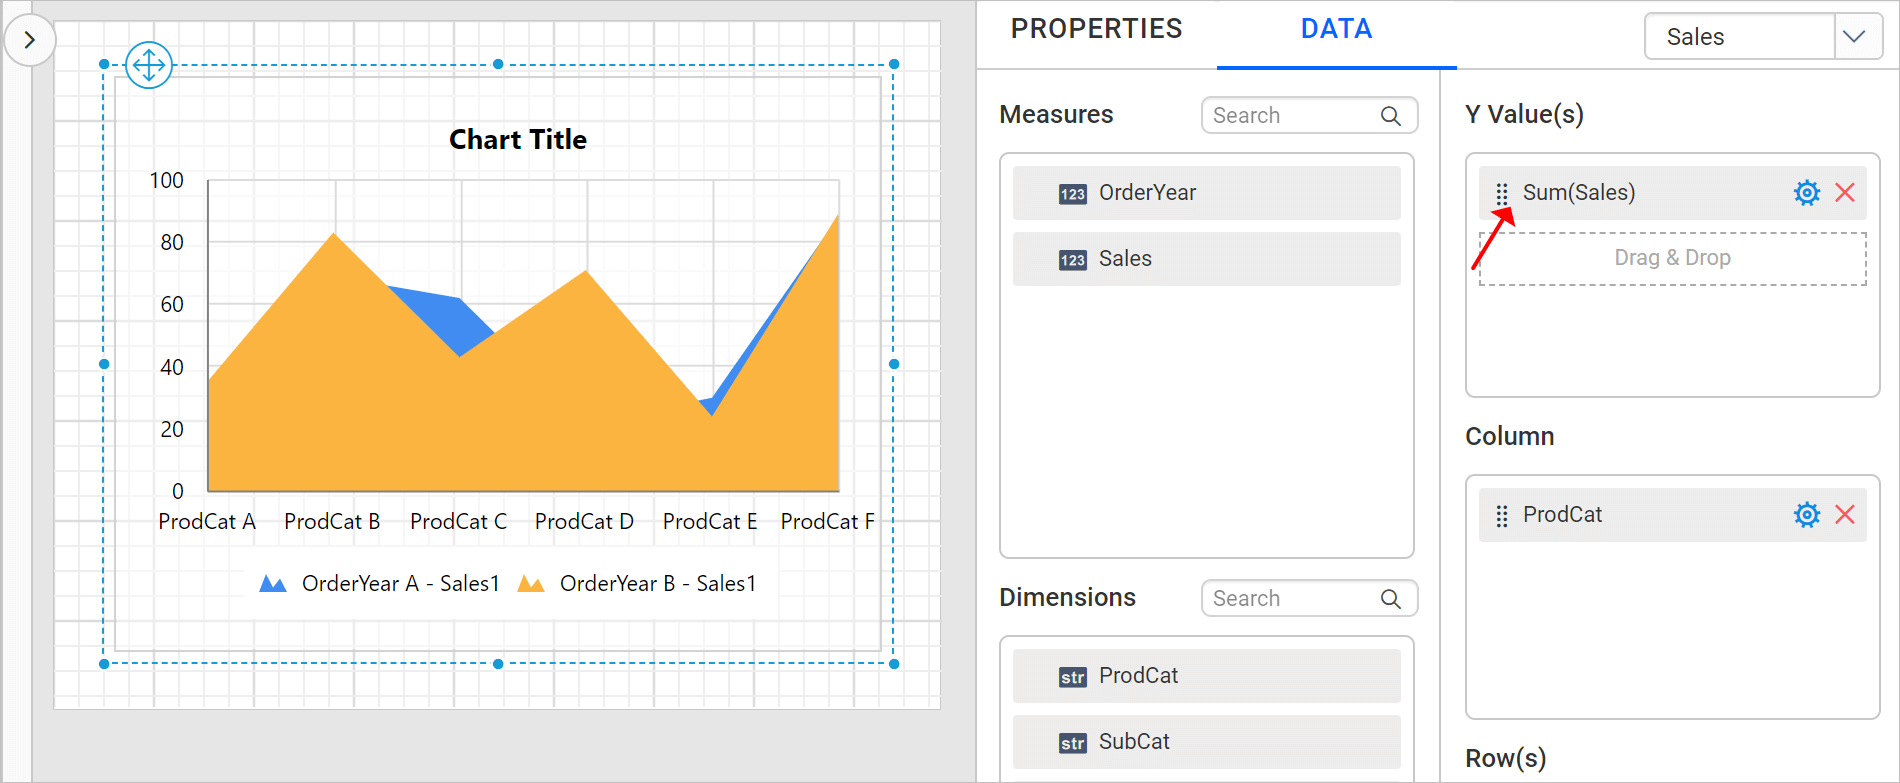 PROPERTIES
DATA
Sales
Measures
Search
123 OrderYear
123 Sales
Dimensions
Search
str ProdCat
str SubCat
Y Value(s)
Sum(Sales)
Drag & Drop
Column
ProdCat
Row(s)
Chart Title
100
80
60
40
20
0
ProdCat A ProdCat B ProdCat C ProdCat D ProdCat E ProdCat F
OrderYear A - Sales1 OrderYear B - Sales1